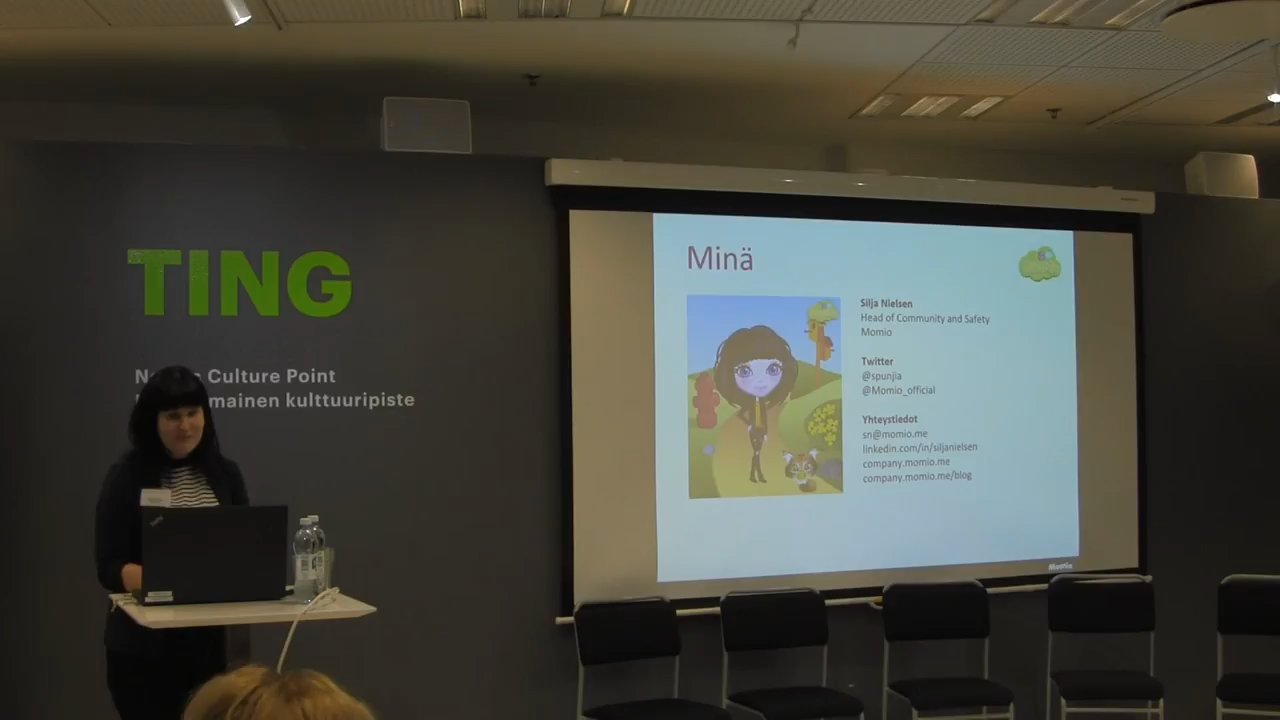 TING
Culture Point
mainen kulttuuripiste
Minä
Silja Nielsen
Head of Community and Safety
Momio
Twitter
@spunjia
@Momio_official
Yhteystiedot
sn@momio.me
linkedin.com/in/siljanielsen
company.momio.me
company.momio.me/blog
Momio